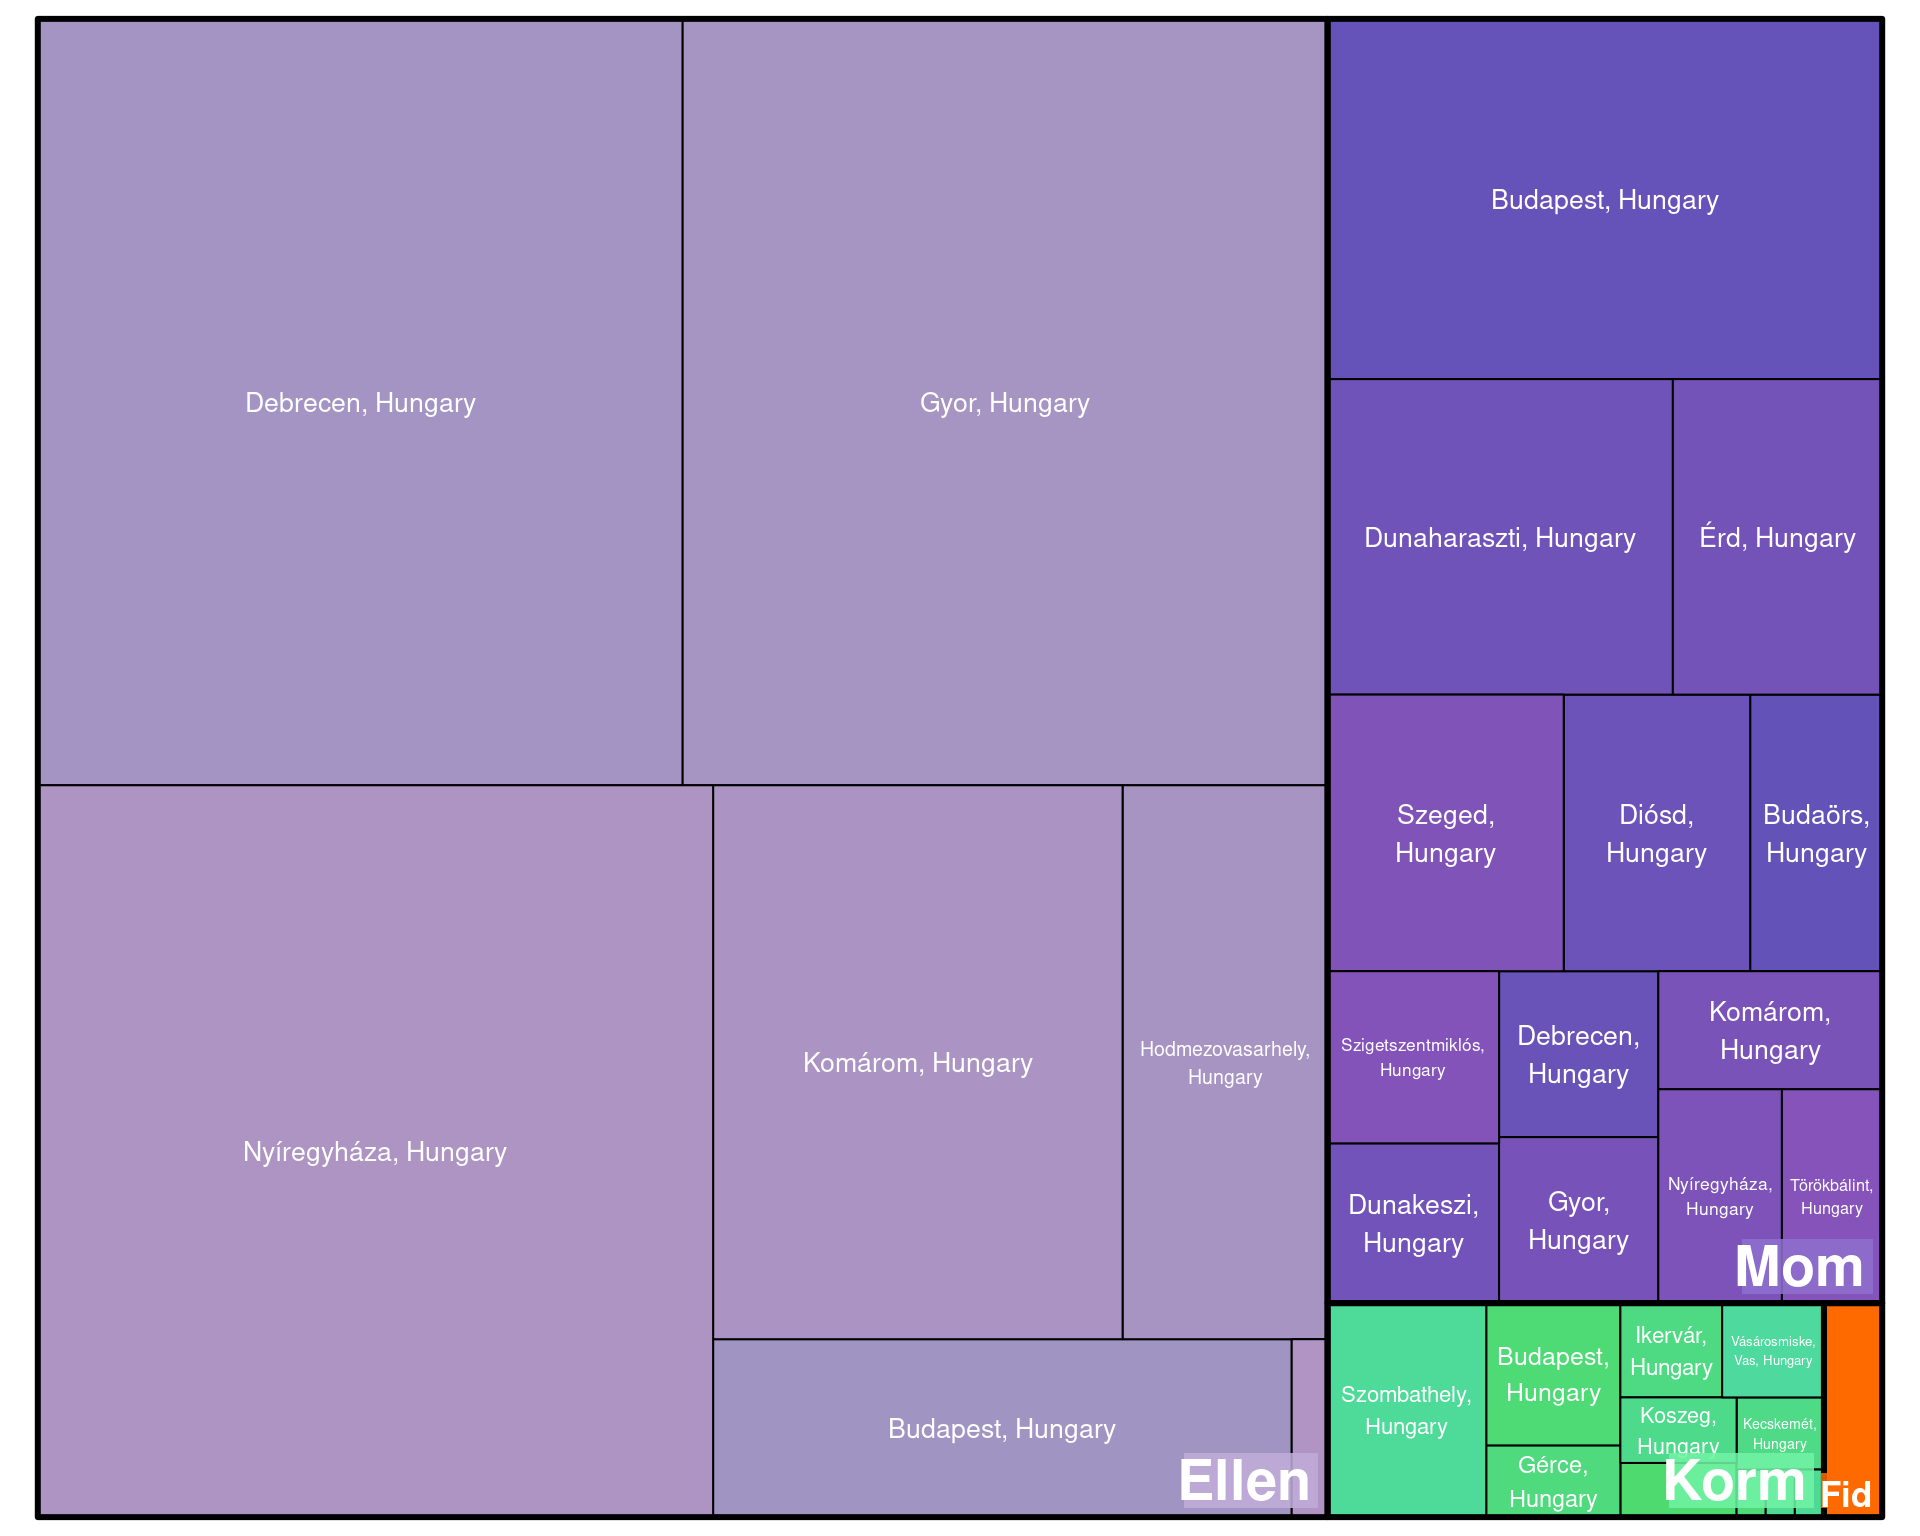 Debrecen, Hungary
Gyor, Hungary
Nyíregyháza, Hungary
Komárom, Hungary
Hodmezovasarhely,
Hungary
Budapest, Hungary
Ellen
Budapest, Hungary
Dunaharaszti, Hungary
Érd, Hungary
Szeged,
Hungary
Diósd,
Hungary
Budaörs,
Hungary
Szigetszentmiklós,
Hungary
Debrecen,
Hungary
Komárom,
Hungary
Dunakeszi,
Hungary
Gyor,
Hungary
Nyíregyháza,
Hungary
Törökbálint,
Hungary
Mom
Szombathely,
Hungary
Budapest,
Hungary
Gérce,
Hungary
Ikervár,
Hungary
Vásárosmiske,
Vas, Hungary
Koszeg,
Hungary
Kecskemét,
Hungary
Korm
Fid